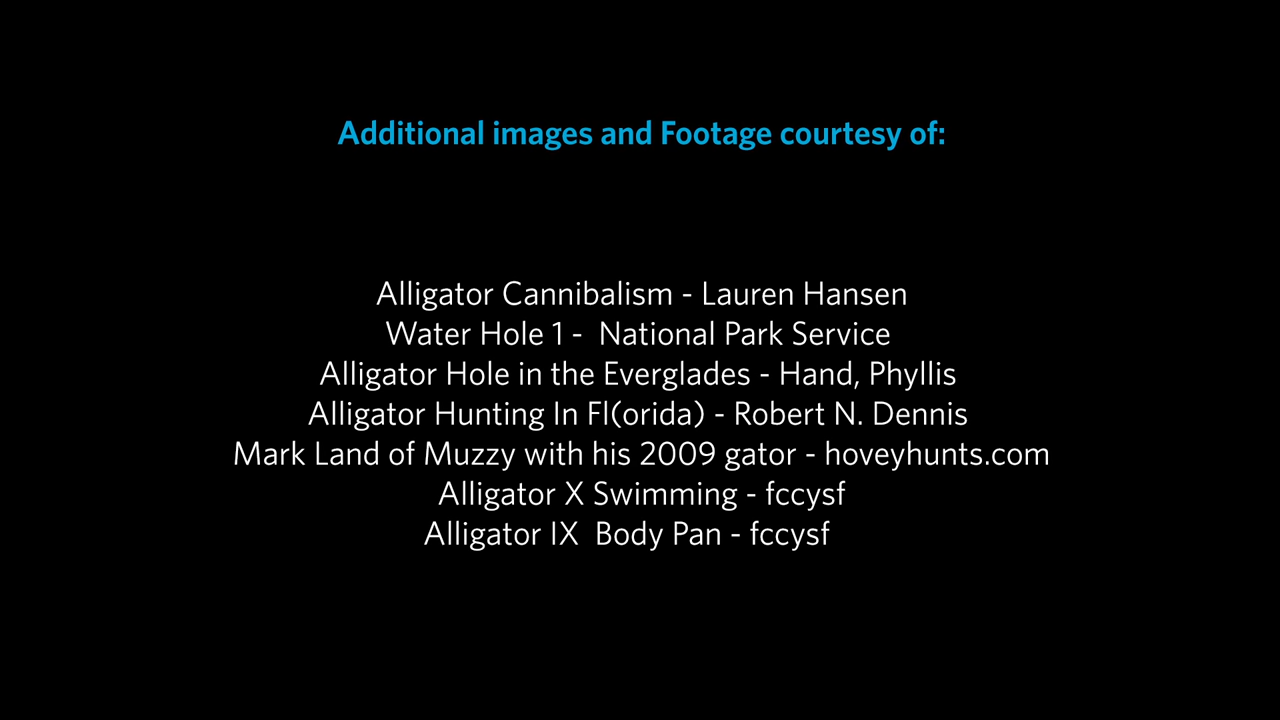 Additional images and Footage courtesy of:
Alligator Cannibalism - Lauren Hansen
Water Hole 1 -  National Park Service
Alligator Hole in the Everglades - Hand, Phyllis
Alligator Hunting In Fl(orida) - Robert N. Dennis
Mark Land of Muzzy with his 2009 gator - hoveyhunts.com
Alligator X Swimming - fccysf
Alligator IX  Body Pan - fccysf